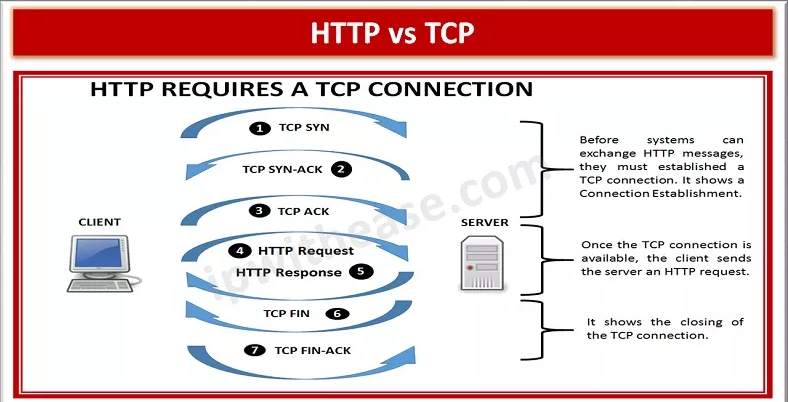 HTTP vs TCP
HTTP REQUIRES A TCP CONNECTION
1 TCP SYN
TCP SYN-ACK 2
3 TCP ACK
CLIENT
SERVER
4 HTTP Request
HTTP Response 5
TCP FIN 6
7 TCP FIN-ACK
Before systems can
exchange HTTP messages,
they must established a
TCP connection. It shows a
Connection Establishment.
Once the TCP connection is
available, the client sends
the server an HTTP request.
It shows the closing of
the TCP connection.
ipwithease.com